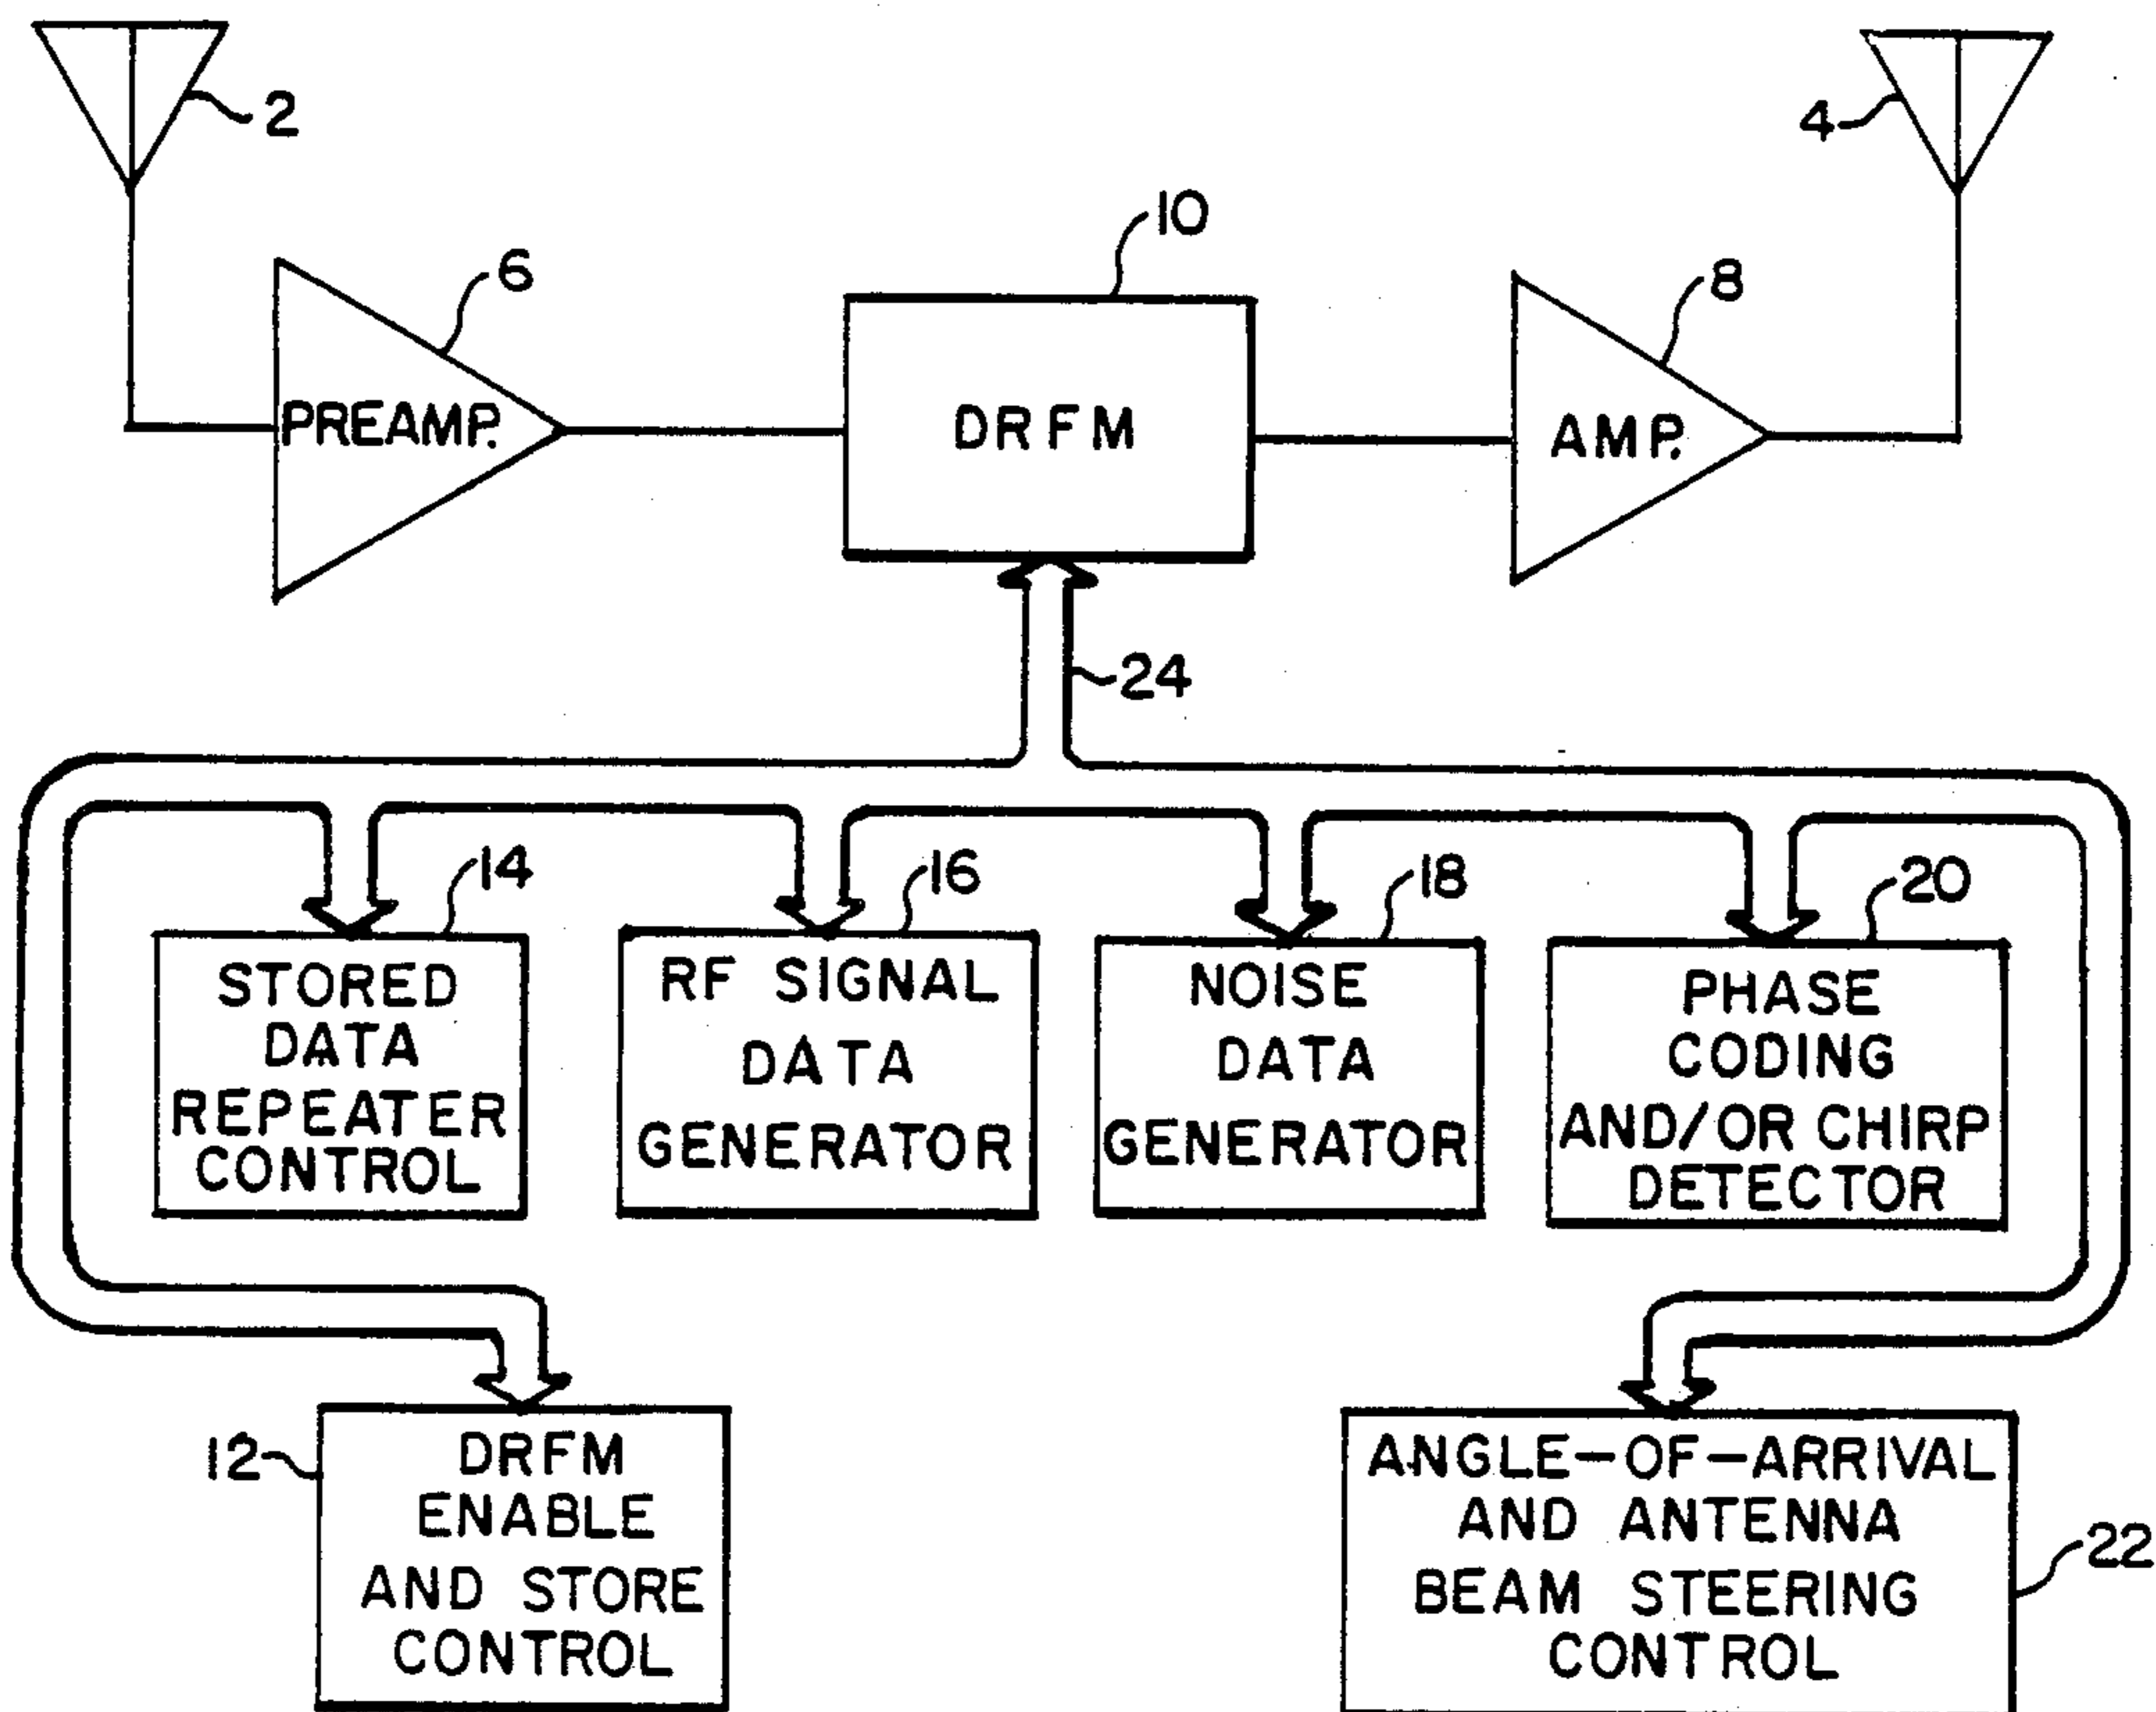 2
4
10
6
8
PREAMP.
DRFM
AMP.
24
14
16
18
20
STORED
DATA
REPEATER
CONTROL
RF SIGNAL
DATA
GENERATOR
NOISE
DATA
GENERATOR
PHASE
CODING
AND/OR CHIRP
DETECTOR
12
DRFM
ENABLE
AND STORE
CONTROL
ANGLE-OF-ARRIVAL
AND ANTENNA
BEAM STEERING
CONTROL
22